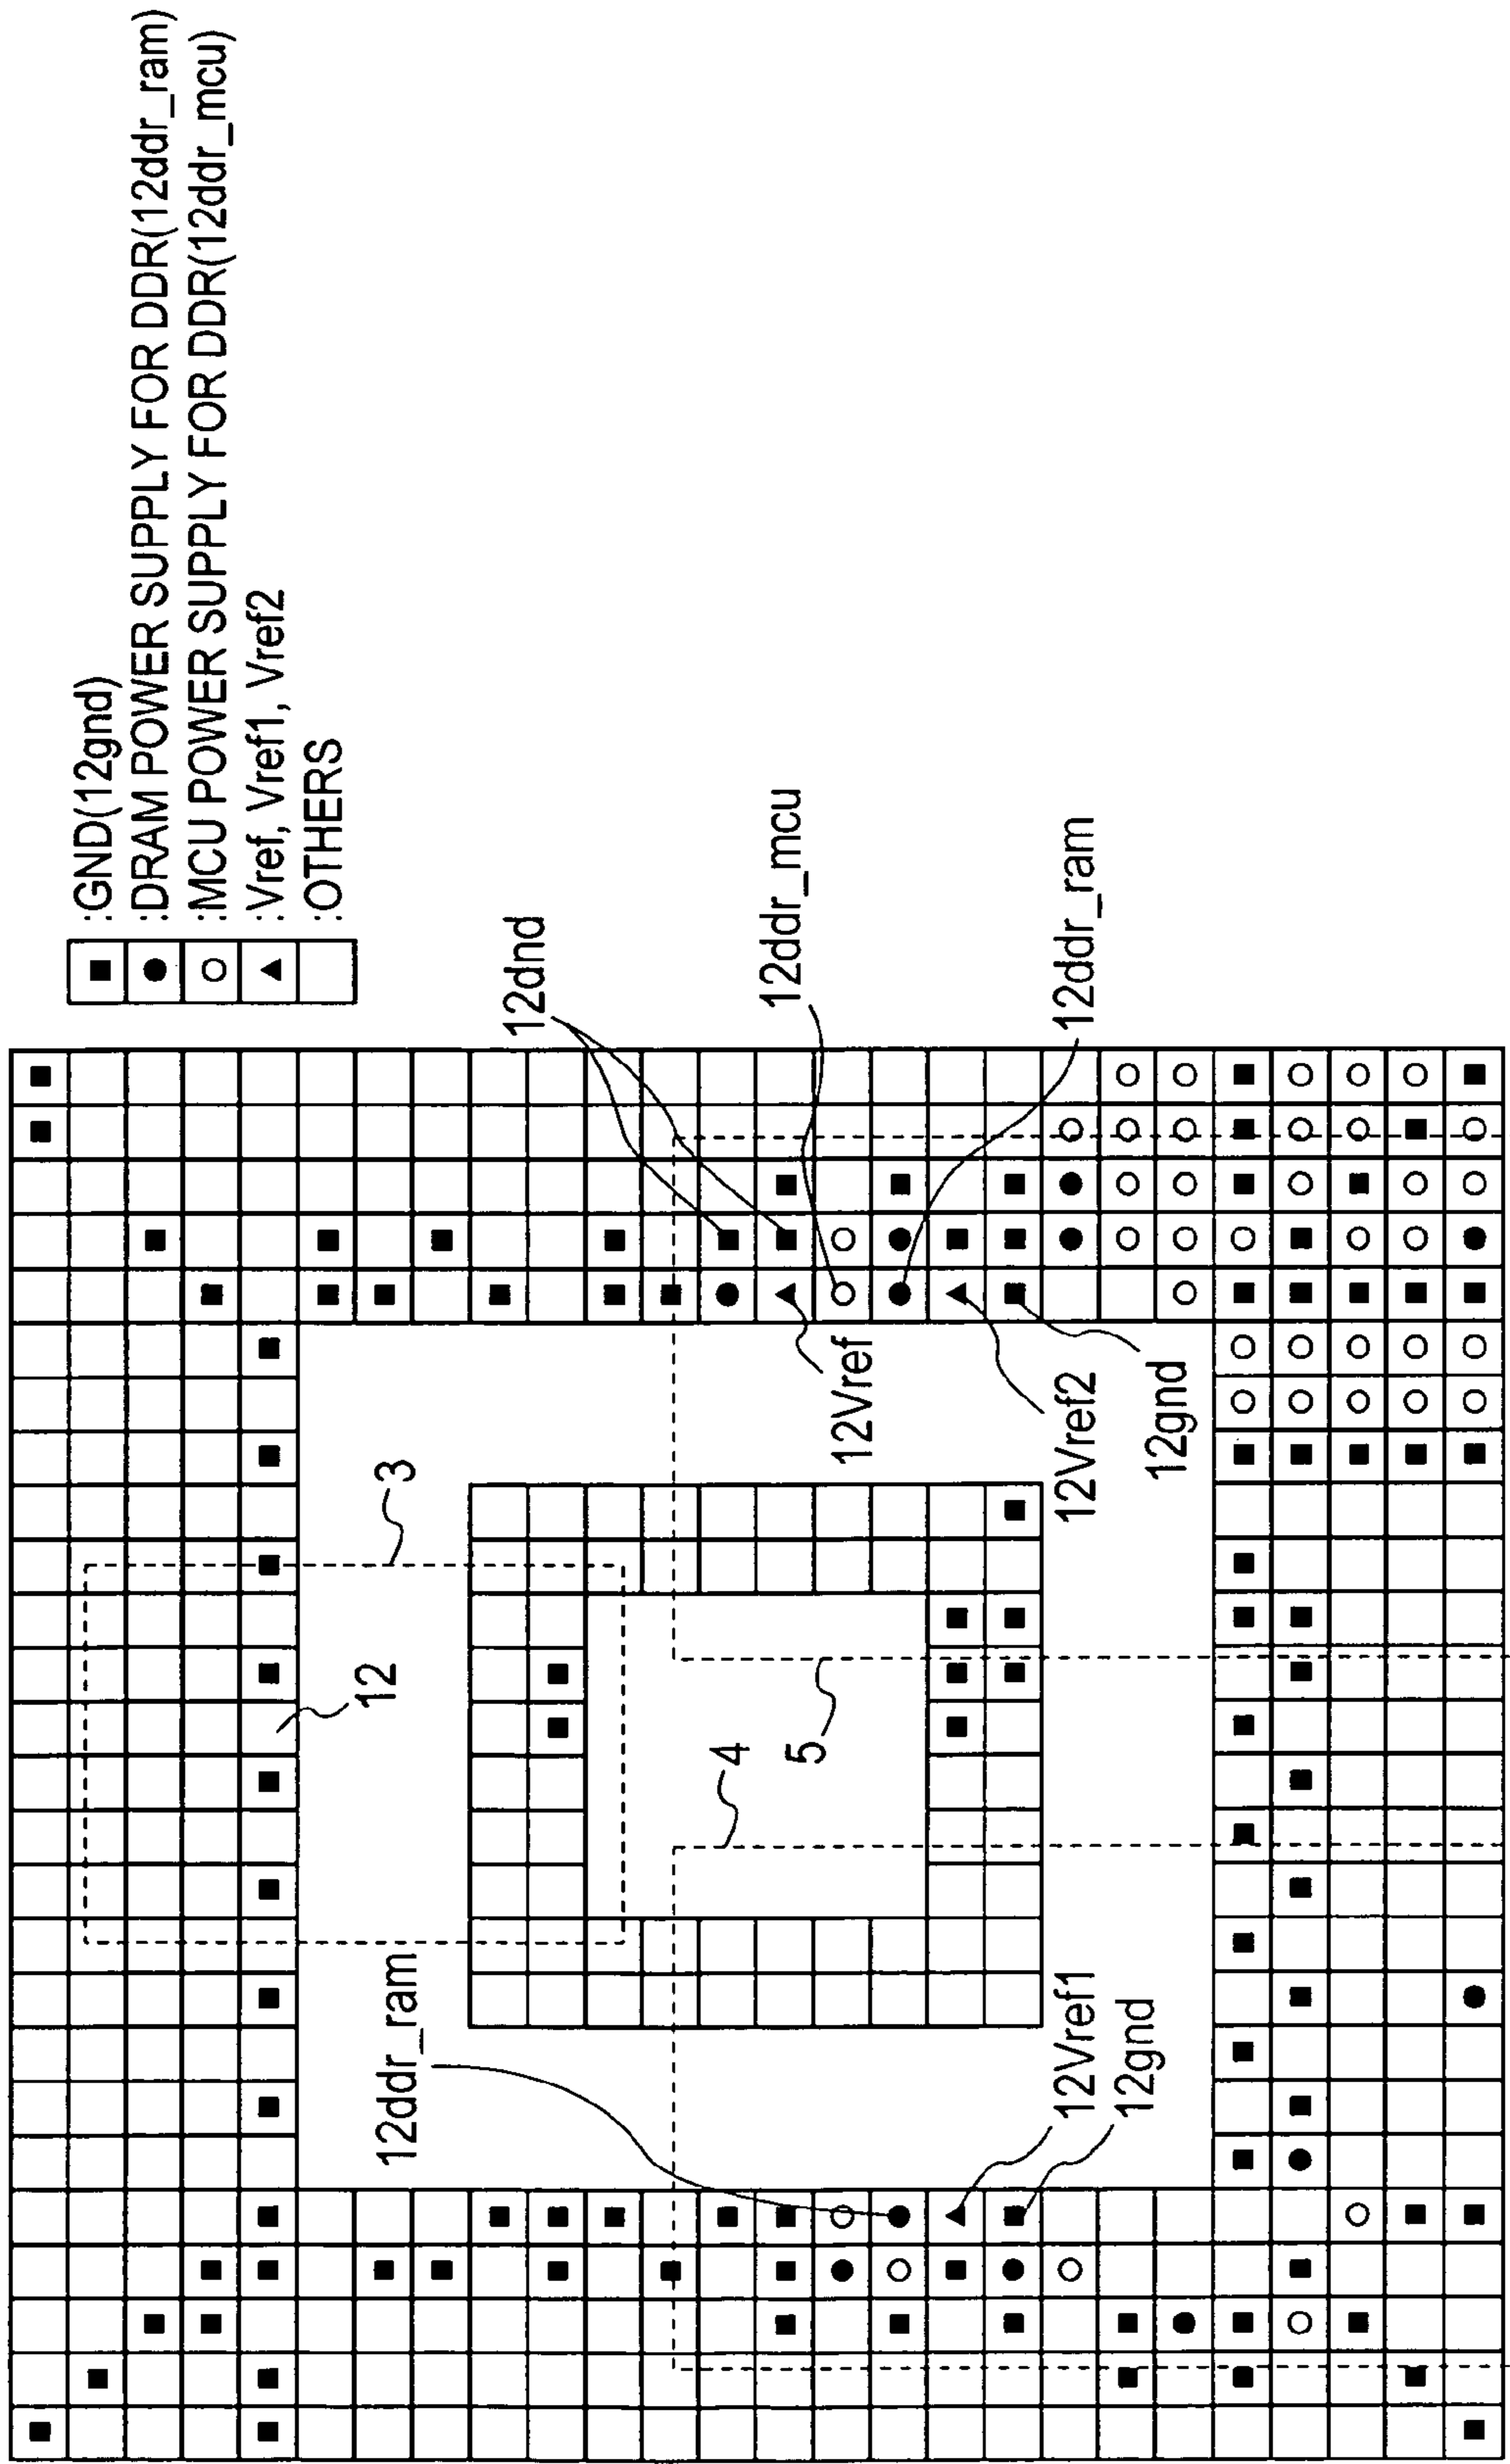 :GND(12gnd)
:DRAM POWER SUPPLY FOR DDR(12ddr_ram)
:MCU POWER SUPPLY FOR DDR(12ddr_mcu)
:Vref, Vref1, Vref2
:OTHERS
12dnd
12ddr_mcu
12ddr_ram
12Vref
12Vref2
12gnd
3
12
4
5
12ddr_ram
12Vref1
12gnd